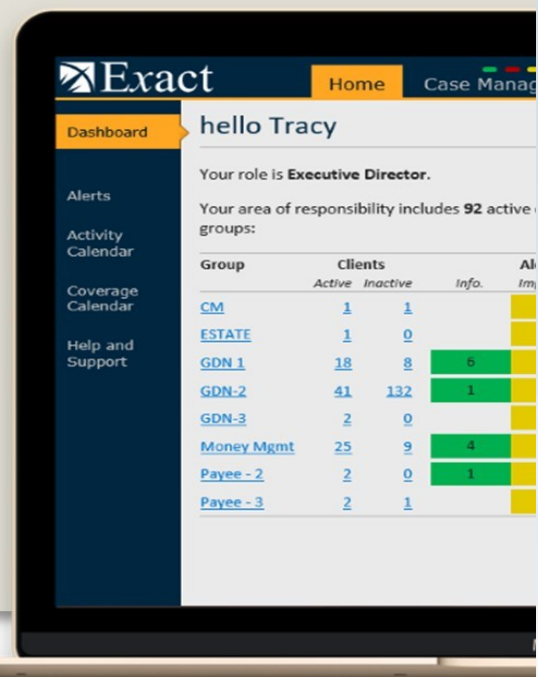 Exact
Home Case Manag
Dashboard
hello Tracy
Your role is Executive Director.
Alerts
Your area of responsibility includes 92 active
groups:
Activity
Calendar
Group Clients
Active Inactive Info.
Coverage
Calendar
CM 1 1
ESTATE 1 0
Help and
Support
GDN 1 18 8 6
GDN-2 41 132 1
GDN-3 2 0
Money Mgmt 25 9 4
Payee - 2 2 0 1
Payee - 3 2 1